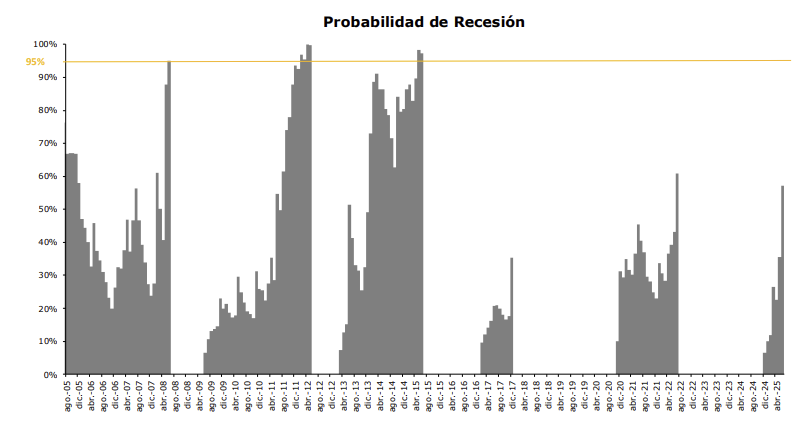 Probabilidad de Recesión
100%
95%
90%
80%
70%
60%
50%
40%
30%
20%
10%
0%
ago.-05
dic.-05
abr.-06
ago.-06
dic.-06
abr.-07
ago.-07
dic.-07
abr.-08
ago.-08
dic.-08
abr.-09
ago.-09
dic.-09
abr.-10
ago.-10
dic.-10
abr.-11
ago.-11
dic.-11
abr.-12
ago.-12
dic.-12
abr.-13
ago.-13
dic.-13
abr.-14
ago.-14
dic.-14
abr.-15
ago.-15
dic.-15
abr.-16
ago.-16
dic.-16
abr.-17
ago.-17
dic.-17
abr.-18
ago.-18
dic.-18
abr.-19
ago.-19
dic.-19
abr.-20
ago.-20
dic.-20
abr.-21
ago.-21
dic.-21
abr.-22
ago.-22
dic.-22
abr.-23
ago.-23
dic.-23
abr.-24
ago.-24
dic.-24
abr.-25